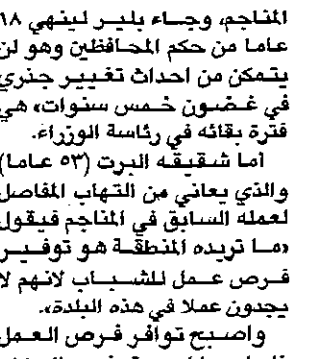 المناجم، وجاء بلير لينهي ١٨
عاما من حكم المحافظين وهو لن
يتمكن من احداث تغيير جذري
في غضون خمس سنوات، هي
فترة بقائه في رئاسة الوزراء.
أما شقيقه البرت (٥٣ عاما)
والذي يعاني من التهاب المفاصل
لعمله السابق في المناجم فيقول
«ما تريده المنطقة هو توفير
فرص عمل للشباب لانهم لا
يجدون عملا في هذه البلدة».
واصبح توافر فرص العمل